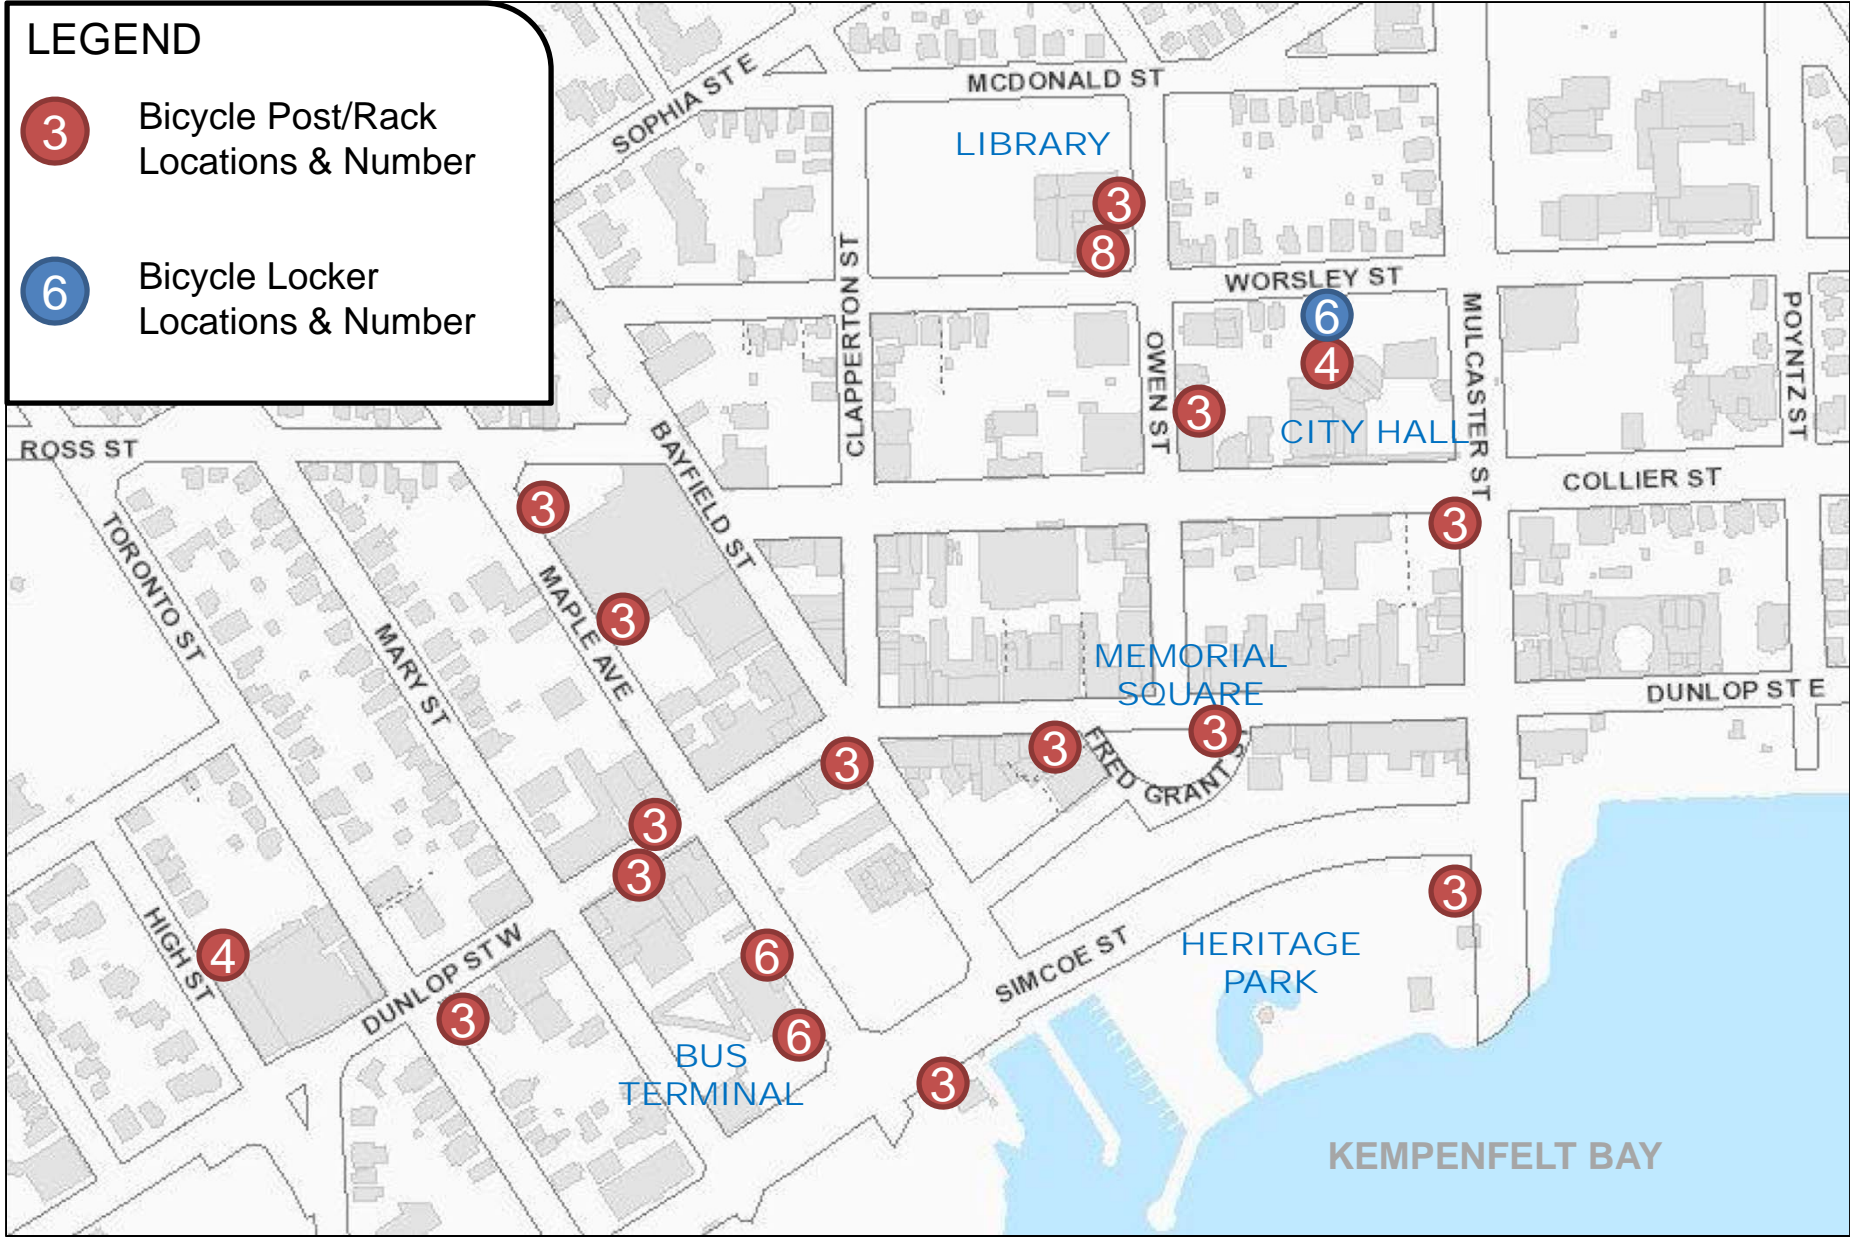 LEGEND
3
Bicycle Post/Rack
Locations & Number
6
Bicycle Locker
Locations & Number
SOPHIA ST E
MCDONALD ST
LIBRARY
3
8
CLAPPERTON ST
WORSLEY ST
6
4
OWEN ST
3
CITY HALL
MULCASTER ST
POYNTZ ST
ROSS ST
BAYFIELD ST
COLLIER ST
3
3
TORONTO ST
MARY ST
MAPLE AVE
3
MEMORIAL
SQUARE
DUNLOP ST E
3
3
3
FRED GRANT
3
3
HIGH ST
4
DUNLOP ST W
3
6
6
BUS
TERMINAL
SIMCOE ST
3
HERITAGE
PARK
3
KEMPENFELT BAY